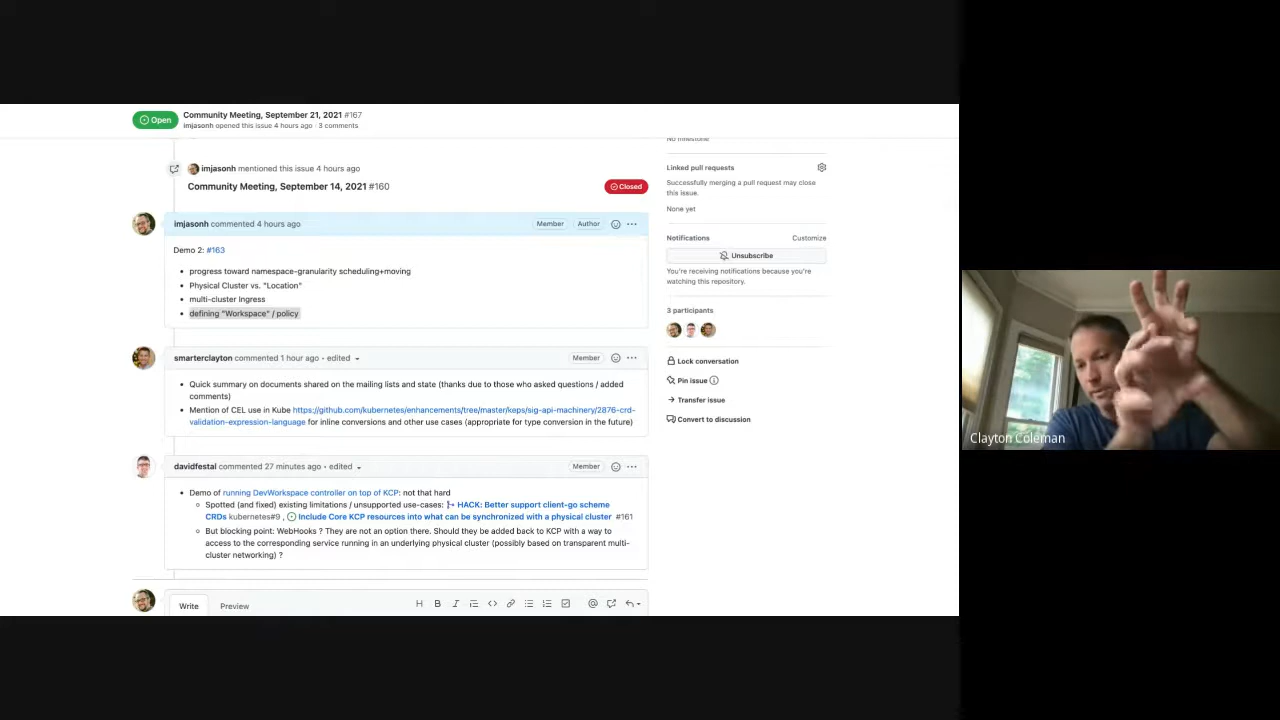 Open
Community Meeting, September 21, 2021 #167
imjasonh opened this issue 4 hours ago · 3 comments
imjasonh mentioned this issue 4 hours ago
Community Meeting, September 14, 2021 #160
Closed
imjasonh commented 4 hours ago
Member
Author
Demo 2: #163
• progress toward namespace-granularity scheduling+moving
• Physical Cluster vs. "Location"
• multi-cluster Ingress
• defining "Workspace" / policy
smarterclayton commented 1 hour ago • edited
Member
• Quick summary on documents shared on the mailing lists and state (thanks due to those who asked questions / added
comments)
• Mention of CEL use in Kube https://github.com/kubernetes/enhancements/tree/master/keps/sig-api-machinery/2876-crd-
validation-expression-language for inline conversions and other use cases (appropriate for type conversion in the future)
davidfestal commented 27 minutes ago • edited
Member
• Demo of running DevWorkspace controller on top of KCP: not that hard
Spotted (and fixed) existing limitations / unsupported use-cases: HACK: Better support client-go scheme
CRDs kubernetes#9 , Include Core KCP resources into what can be synchronized with a physical cluster #161
But blocking point: WebHooks ? They are not an option there. Should they be added back to KCP with a way to
access to the corresponding service running in an underlying physical cluster (possibly based on transparent multi-
cluster networking) ?
Write
Preview
No milestone
Linked pull requests
Successfully merging a pull request may close
this issue.
None yet
Notifications
Customize
Unsubscribe
You're receiving notifications because you're
watching this repository.
3 participants
Lock conversation
Pin issue
Transfer issue
Convert to discussion
Clayton Coleman